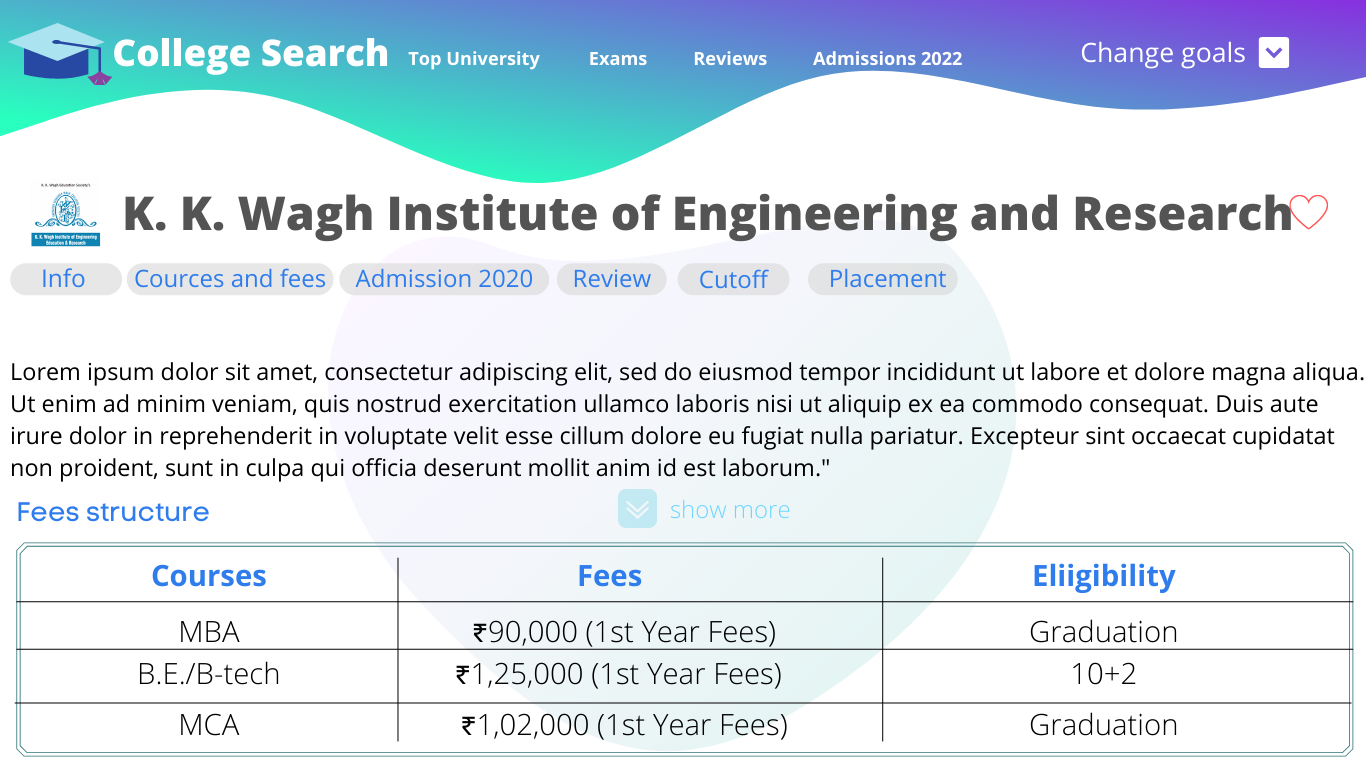 College Search
Top University
Exams
Reviews
Admissions 2022
Change goals
K. K. Wagh Education Society's
K. K. Wagh Institute of Engineering
Education & Research
K. K. Wagh Institute of Engineering and Research
Info
Cources and fees
Admission 2020
Review
Cutoff
Placement
Lorem ipsum dolor sit amet, consectetur adipiscing elit, sed do eiusmod tempor incididunt ut labore et dolore magna aliqua.
Ut enim ad minim veniam, quis nostrud exercitation ullamco laboris nisi ut aliquip ex ea commodo consequat. Duis aute
irure dolor in reprehenderit in voluptate velit esse cillum dolore eu fugiat nulla pariatur. Excepteur sint occaecat cupidatat
non proident, sunt in culpa qui officia deserunt mollit anim id est laborum."
Fees structure
show more
Courses Fees Eliigibility
MBA ₹90,000 (1st Year Fees) Graduation
B.E./B-tech ₹1,25,000 (1st Year Fees) 10+2
MCA ₹1,02,000 (1st Year Fees) Graduation